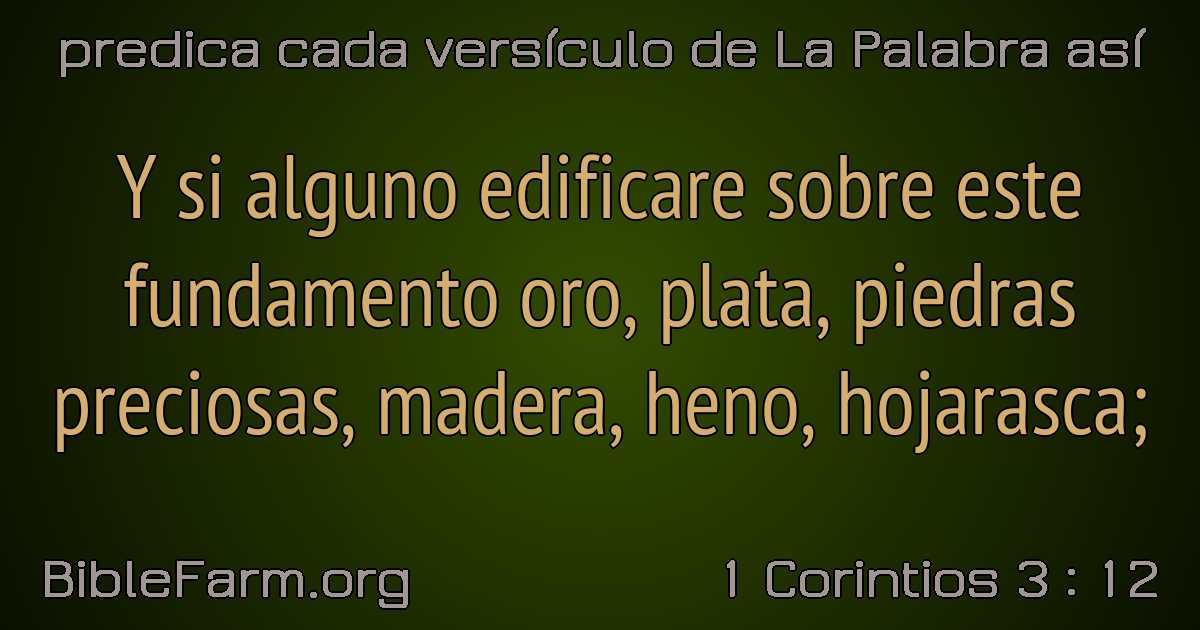 predica cada versículo de La Palabra así
Y si alguno edificare sobre este
fundamento oro, plata, piedras
preciosas, madera, heno, hojarasca;
BibleFarm.org
1 Corintios 3 : 12